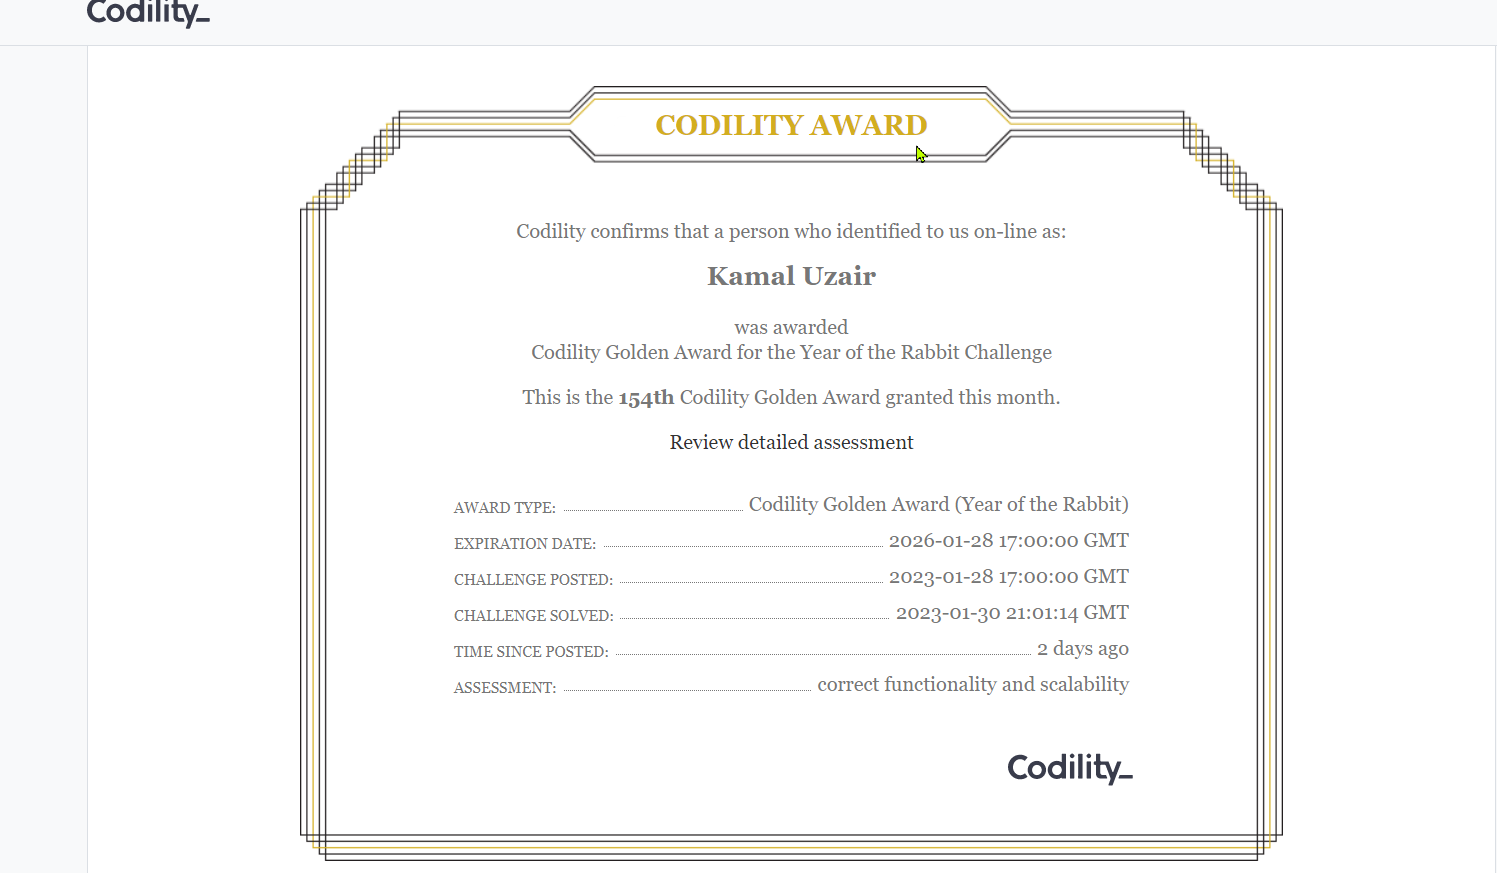 Codility_
CODILITY AWARD
Codility confirms that a person who identified to us on-line as:
Kamal Uzair
was awarded
Codility Golden Award for the Year of the Rabbit Challenge
This is the 154th Codility Golden Award granted this month.
Review detailed assessment
AWARD TYPE: Codility Golden Award (Year of the Rabbit)
EXPIRATION DATE: 2026-01-28 17:00:00 GMT
CHALLENGE POSTED: 2023-01-28 17:00:00 GMT
CHALLENGE SOLVED: 2023-01-30 21:01:14 GMT
TIME SINCE POSTED: 2 days ago
ASSESSMENT: correct functionality and scalability
Codility_